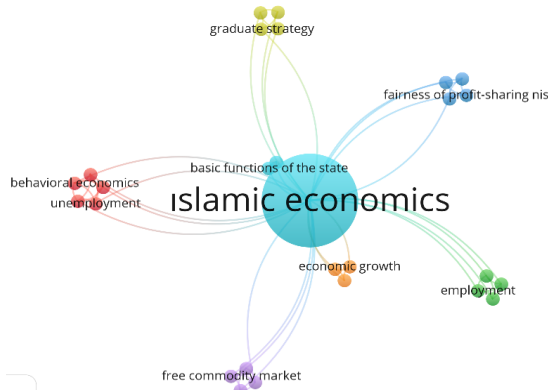 graduate strategy
fairness of profit-sharing nis
basic functions of the state
behavioral economics
unemployment
ıslamic economics
economic growth
employment
free commodity market